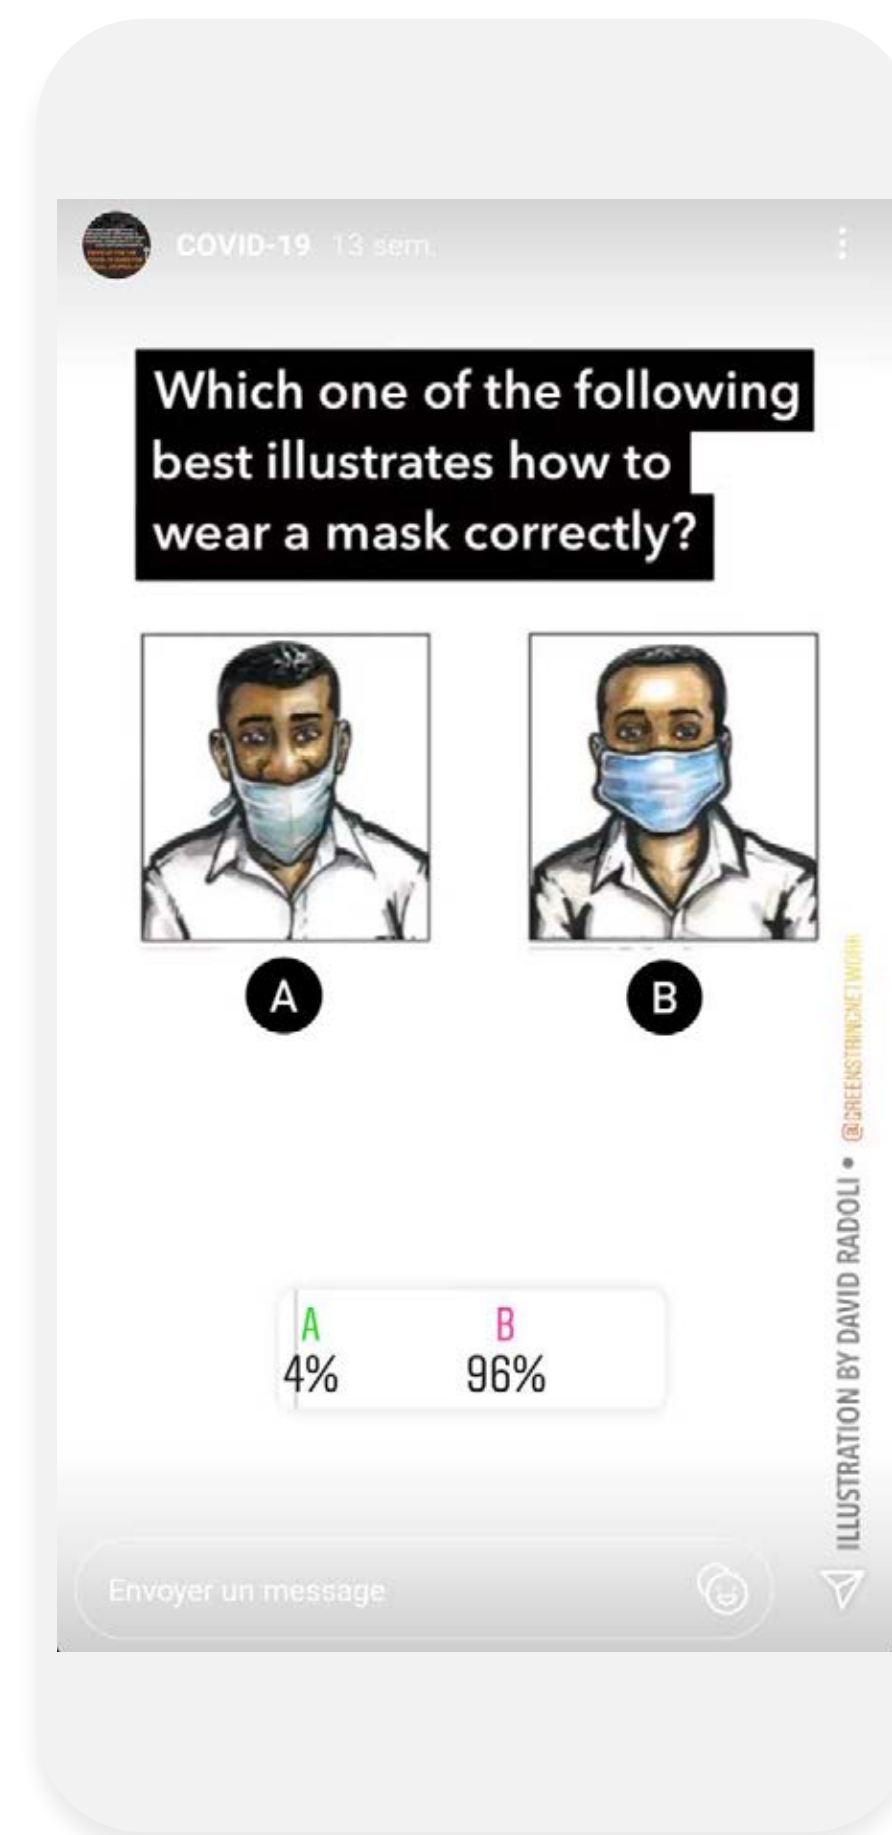 COVID-19 13 sem.
Which one of the following
best illustrates how to
wear a mask correctly?
A
B
A
B
4%
96%
ILLUSTRATION BY DAVID RADOLI • @GREENSTRINGNETWORK
Envoyer un message